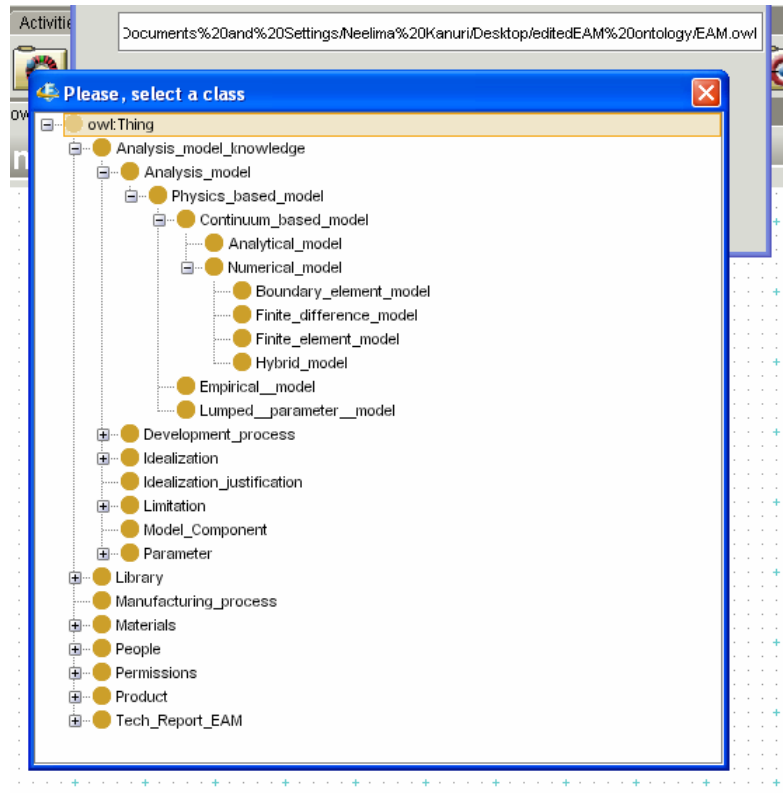 Activitie
Documents%20and%20Settings/Neelima%20Kanuri/Desktop/editedEAM%20ontology/EAM.owl
Please, select a class
owl:Thing
Analysis_model_knowledge
Analysis_model
Physics_based_model
Continuum_based_model
Analytical_model
Numerical_model
Boundary_element_model
Finite_difference_model
Finite_element_model
Hybrid_model
Empirical__model
Lumped__parameter__model
Development_process
Idealization
Idealization_justification
Limitation
Model_Component
Parameter
Library
Manufacturing_process
Materials
People
Permissions
Product
Tech_Report_EAM